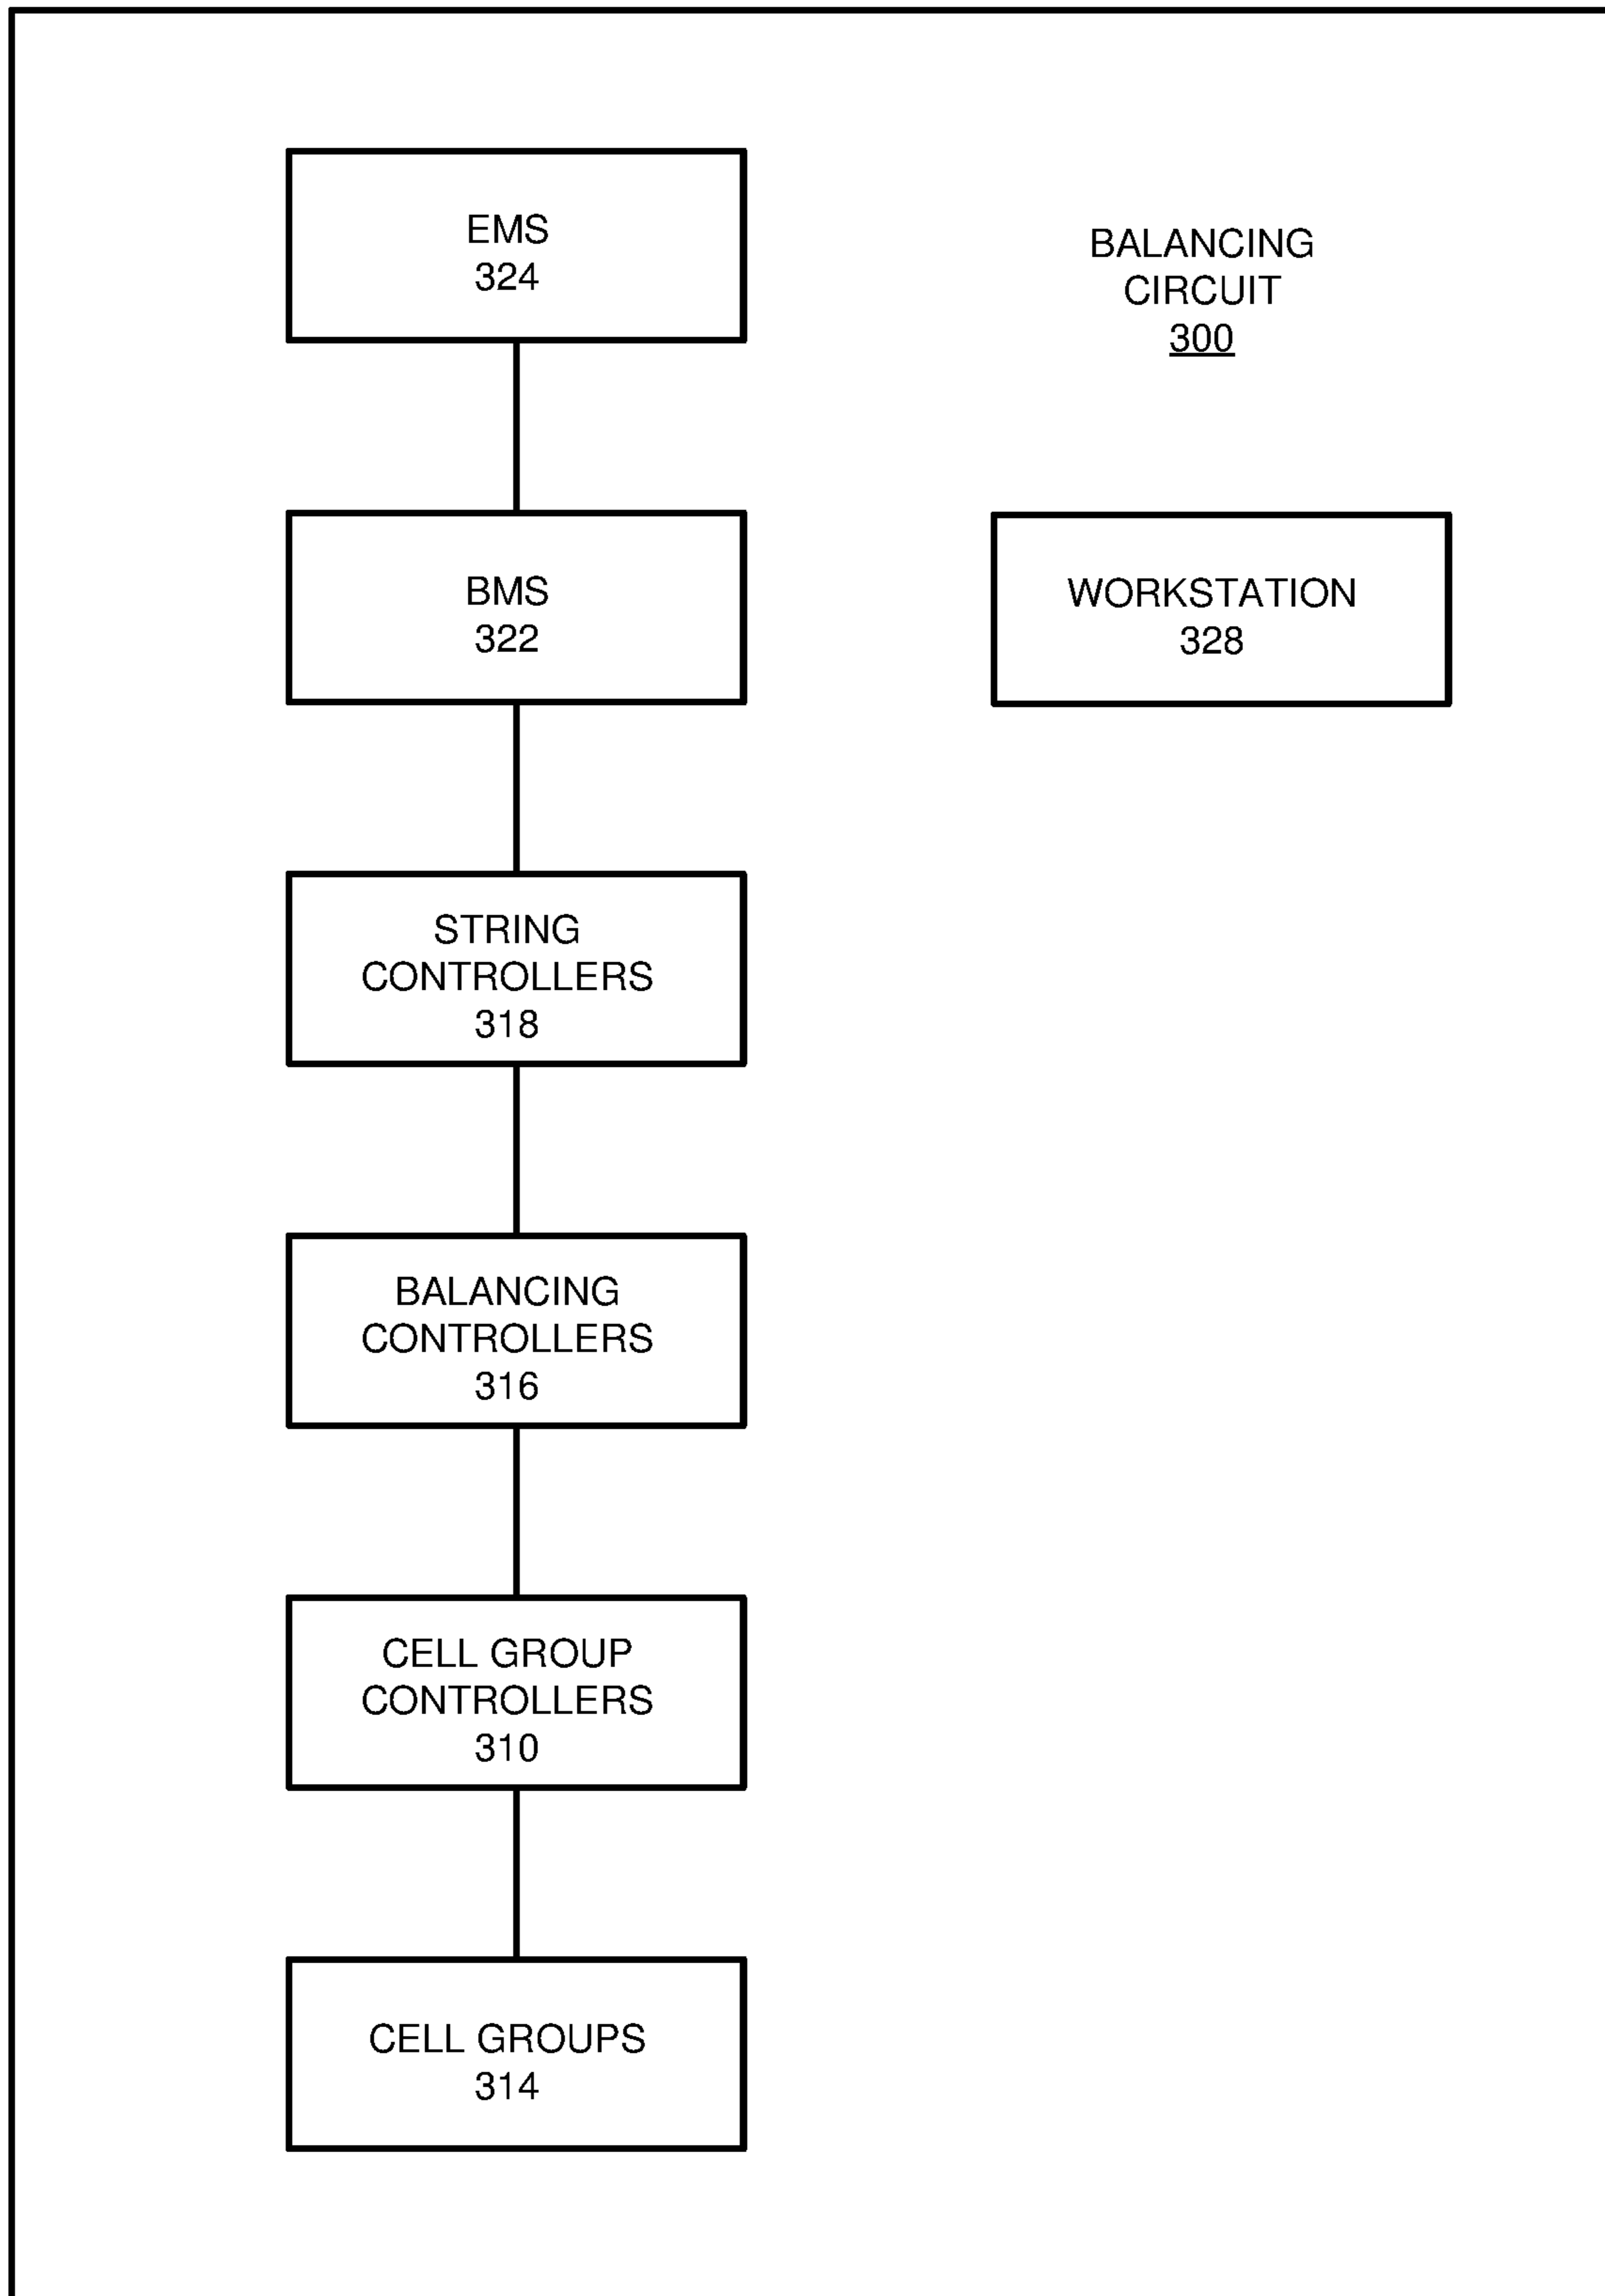 EMS
324
BALANCING
CIRCUIT
300
BMS
322
WORKSTATION
328
STRING
CONTROLLERS
318
BALANCING
CONTROLLERS
316
CELL GROUP
CONTROLLERS
310
CELL GROUPS
314